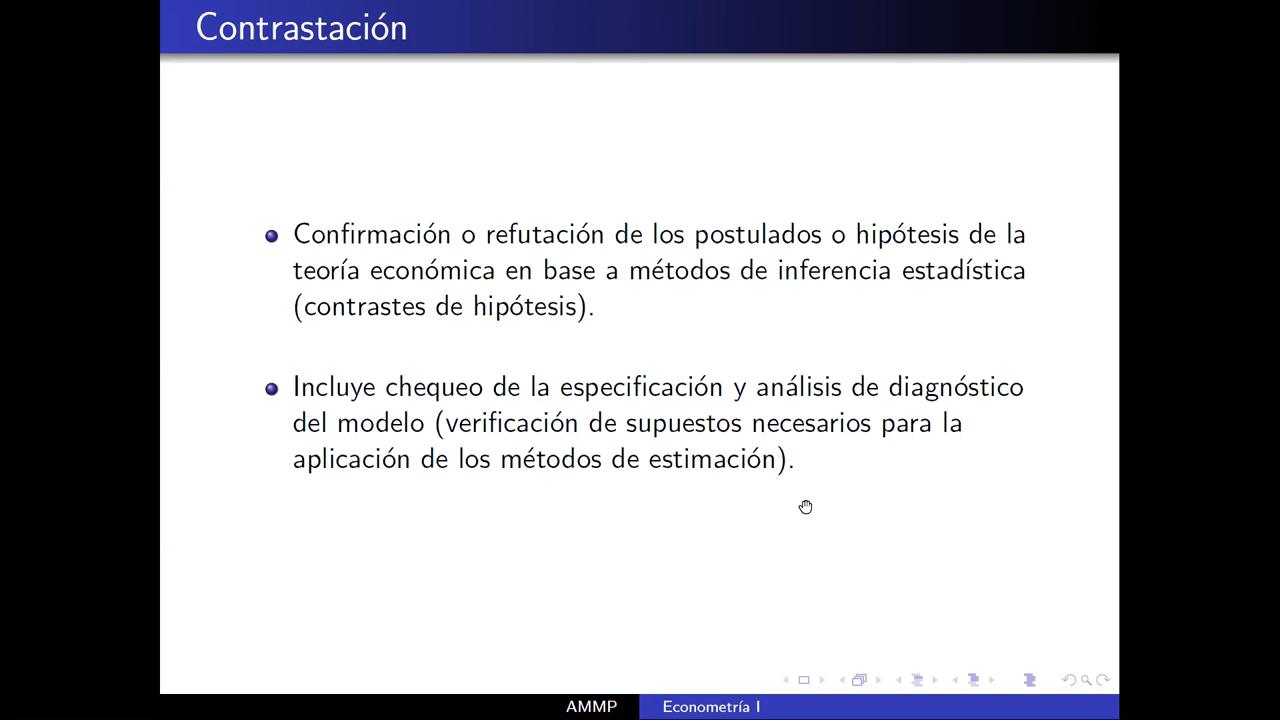 Contrastación
Confirmación o refutación de los postulados o hipótesis de la
teoría económica en base a métodos de inferencia estadística
(contrastes de hipótesis).
Incluye chequeo de la especificación y análisis de diagnóstico
del modelo (verificación de supuestos necesarios para la
aplicación de los métodos de estimación).
AMMP
Econometría I